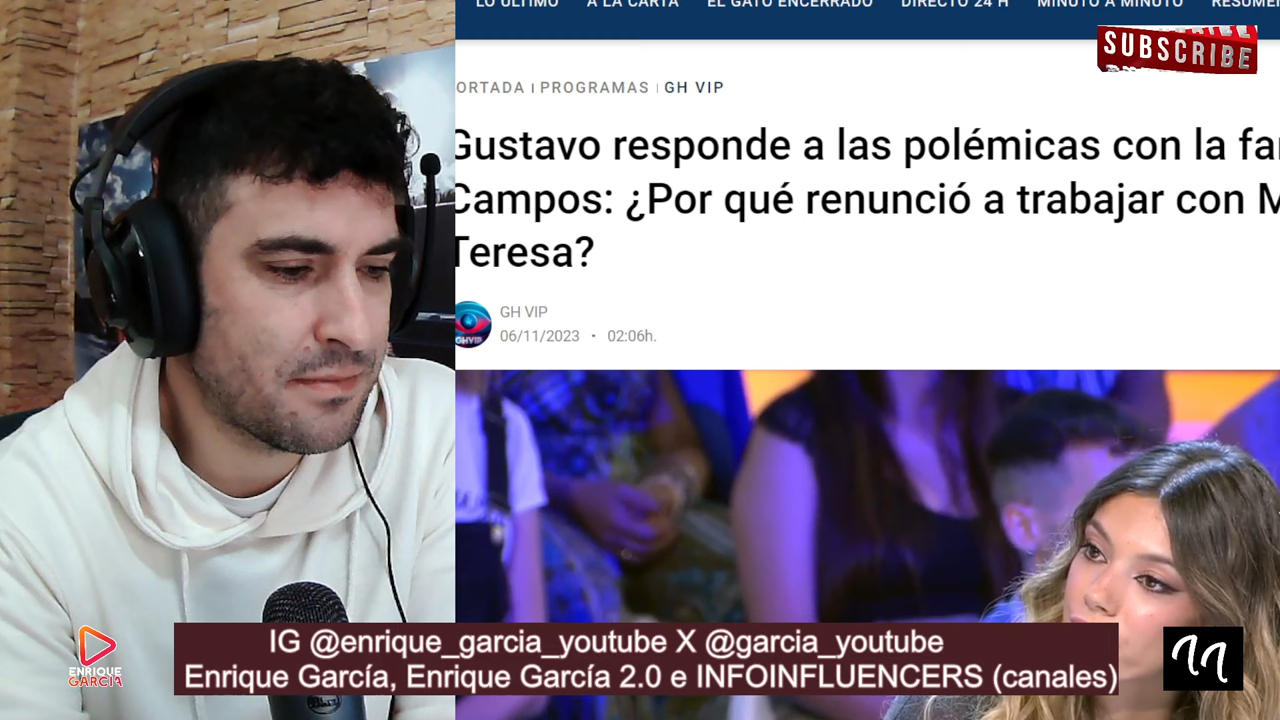 LO ÚLTIMO A LA CARTA EL GATO ENCERRADO DIRECTO 24 H MINUTO A MINUTO
SUBSCRIBE
ORTADA | PROGRAMAS | GH VIP
Gustavo responde a las polémicas con la fa
Campos: ¿Por qué renunció a trabajar con M
Teresa?
GH VIP
06/11/2023 · 02:06h.
GHVIP
IG @enrique_garcia_youtube X @garcia_youtube
Enrique García, Enrique García 2.0 e INFOINFLUENCERS (canales)
ENRIQUE
GARCÍA